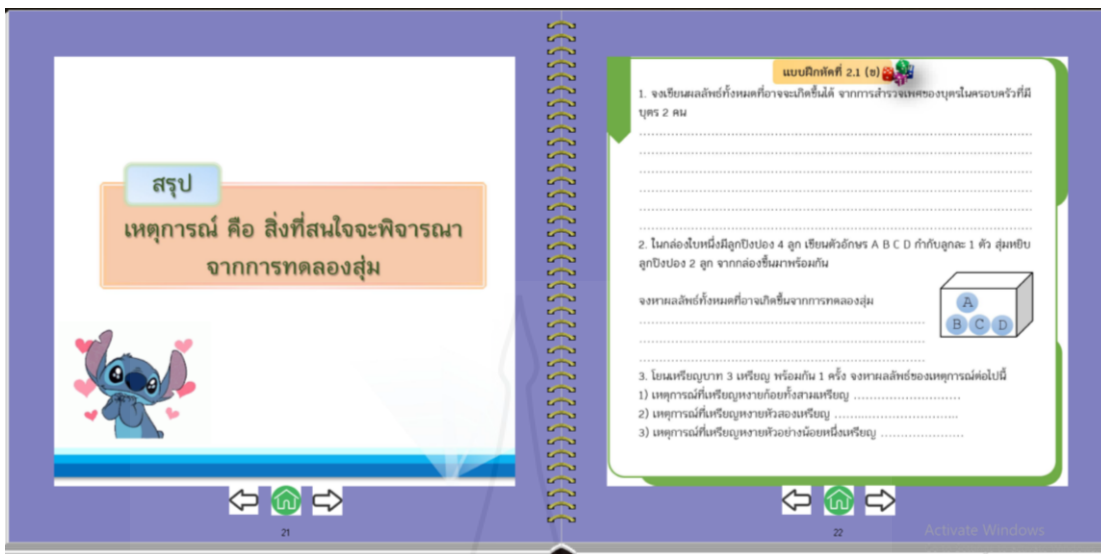 สรุป
เหตุการณ์ คือ สิ่งที่สนใจจะพิจารณา
จากการทดลองสุ่ม
21
แบบฝึกหัดที่ 2.1 (ข)
1. จงเขียนผลลัพธ์ทั้งหมดที่อาจจะเกิดขึ้นได้ จากการสำรวจเพศของบุตรในครอบครัวที่มี
บุตร 2 คน
2. ในกล่องใบหนึ่งมีลูกปิงปอง 4 ลูก เขียนตัวอักษร A B C D กำกับลูกละ 1 ตัว สุ่มหยิบ
ลูกปิงปอง 2 ลูก จากกล่องขึ้นมาพร้อมกัน
จงหาผลลัพธ์ทั้งหมดที่อาจเกิดขึ้นจากการทดลองสุ่ม
A
B C D
3. โยนเหรียญบาท 3 เหรียญ พร้อมกัน 1 ครั้ง จงหาผลลัพธ์ของเหตุการณ์ต่อไปนี้
1) เหตุการณ์ที่เหรียญหงายก้อยทั้งสามเหรียญ ........................
2) เหตุการณ์ที่เหรียญหงายหัวสองเหรียญ ............................
3) เหตุการณ์ที่เหรียญหงายหัวอย่างน้อยหนึ่งเหรียญ ...................
22
Activate Windows